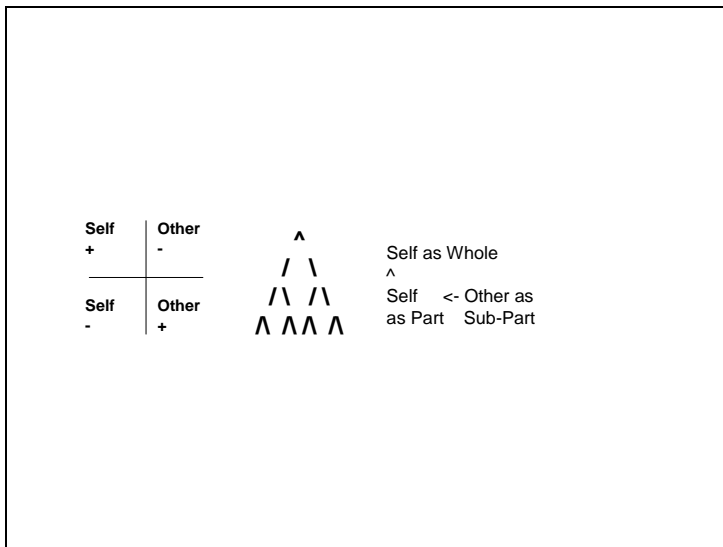 Self Other
+ -
Self Other
- +
^
/ \
/\ /\
/\ /\ /\ /\
Self as Whole
^
Self <- Other as
as Part Sub-Part